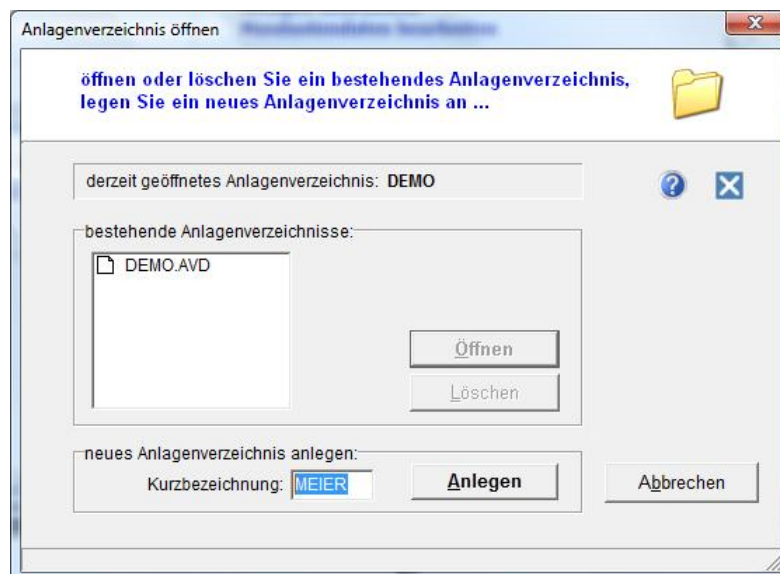 Anlagenverzeichnis öffnen
öffnen oder löschen Sie ein bestehendes Anlagenverzeichnis,
legen Sie ein neues Anlagenverzeichnis an ...
derzeit geöffnetes Anlagenverzeichnis: DEMO
bestehende Anlagenverzeichnisse:
DEMO.AVD
Öffnen
Löschen
neues Anlagenverzeichnis anlegen:
Kurzbezeichnung: MEIER
Anlegen
Abbrechen